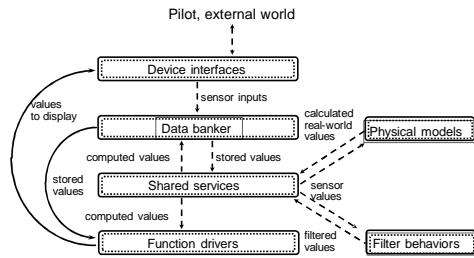 Pilot, external world
Device interfaces
values
to display
sensor inputs
calculated
real-world
values
Data banker
Physical models
computed values
stored values
stored
values
Shared services
sensor
values
computed values
filtered
values
Function drivers
Filter behaviors